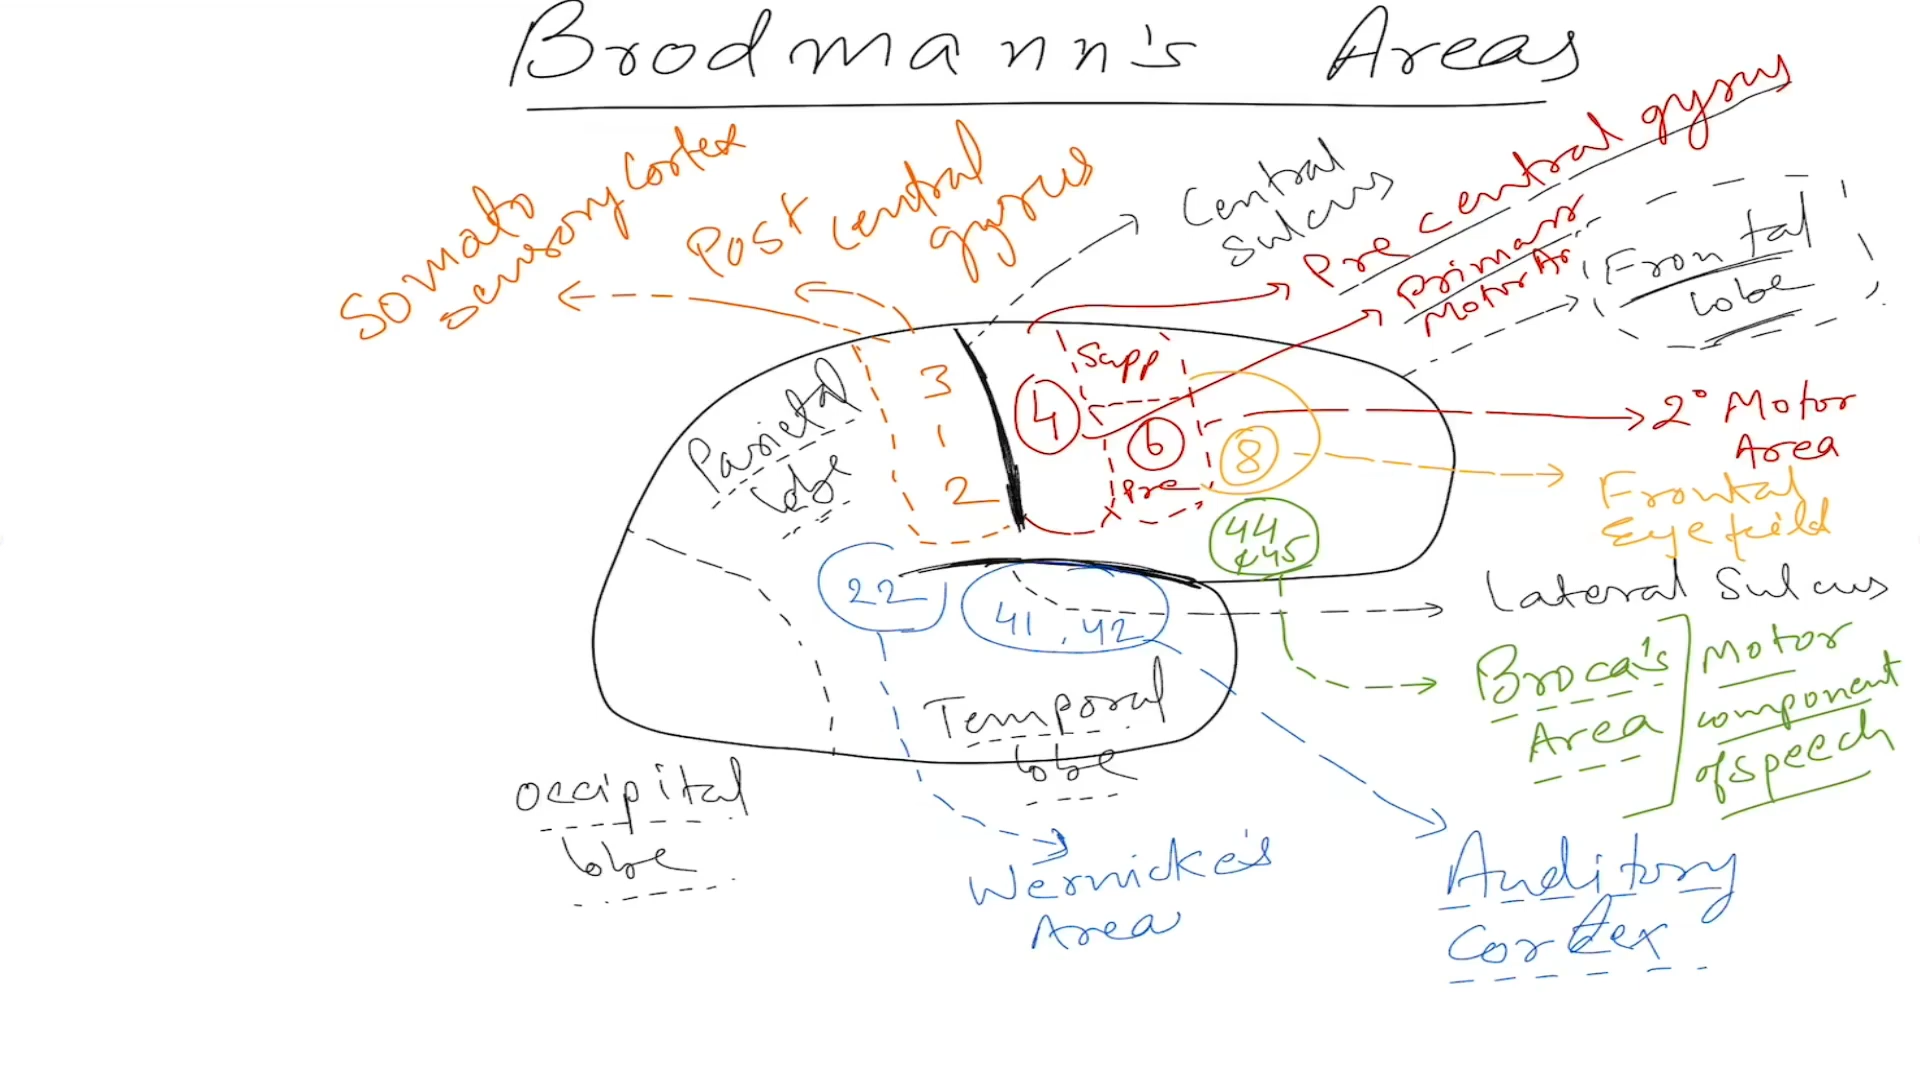 Brodmann's Areas
Somato
sensory Cortex
Post central
gyrus
Central
Sulcus
Pre central gyrus
Primary
Motor Ar
Frontal
lobe
Parietal
lobe
3
1
2
4
Supp
6
Pre
8
44
&45
2° Motor
Area
Frontal
Eye field
22
41, 42
Lateral Sulcus
Broca's
Area
Motor
component
of speech
Temporal
lobe
Occipital
lobe
Wernicke's
Area
Auditory
Cortex